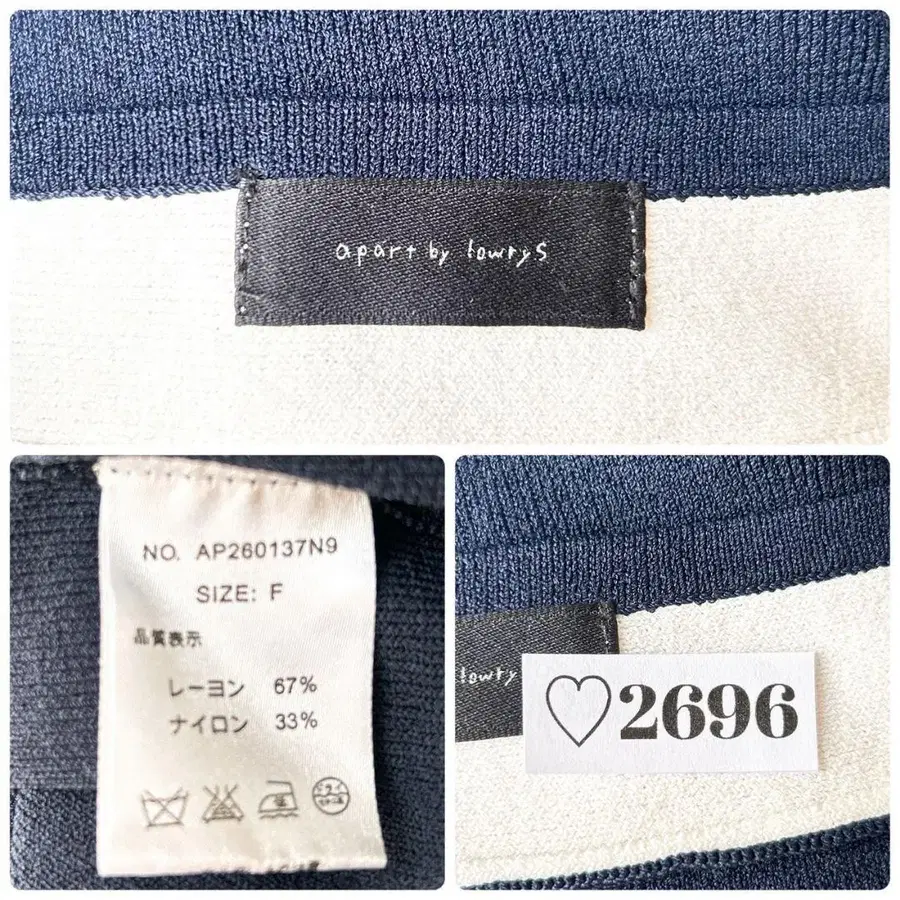 apart by lowrys
NO. AP260137N9
SIZE: F
品質表示
レーヨン 67%
ナイロン 33%
lowry
♡2696